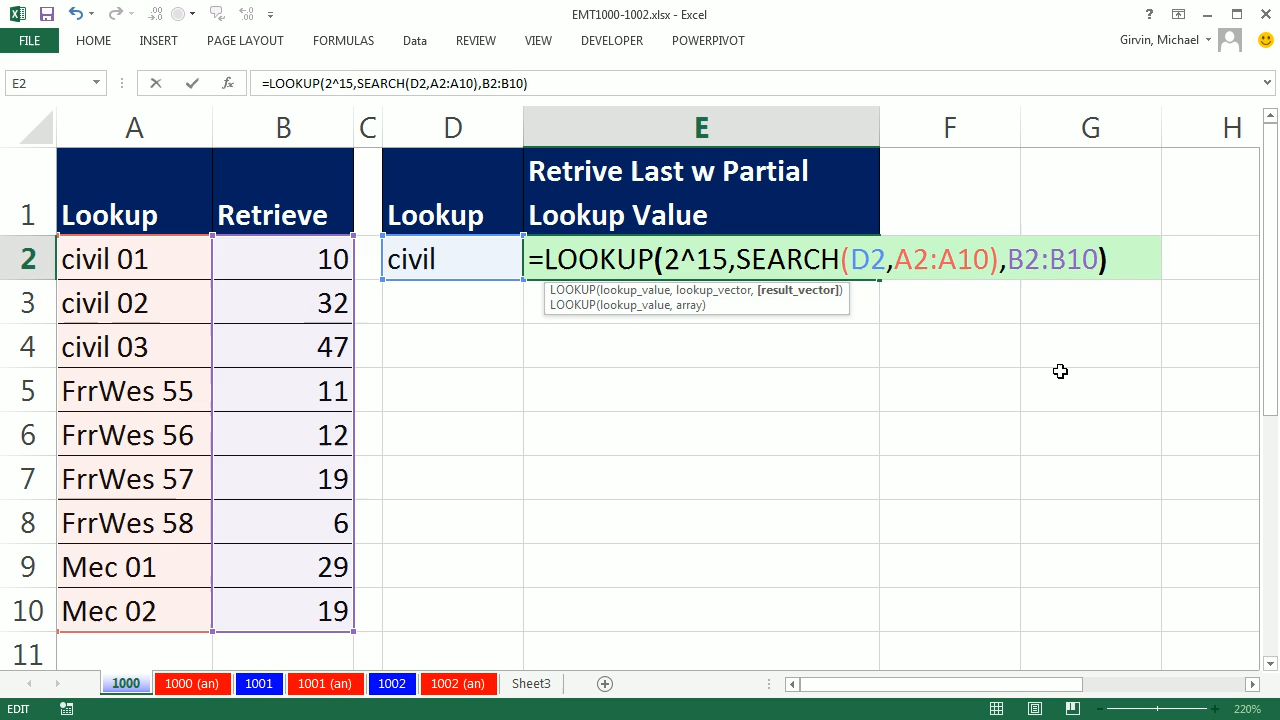 EMT1000-1002.xlsx - Excel
FILE HOME INSERT PAGE LAYOUT FORMULAS Data REVIEW VIEW DEVELOPER POWERPIVOT Girvin, Michael
E2 fx =LOOKUP(2^15,SEARCH(D2,A2:A10),B2:B10)
A B C D E F G H
1 Lookup Retrieve Lookup Retrive Last w Partial
Lookup Value
2 civil 01 10 civil =LOOKUP(2^15,SEARCH(D2,A2:A10),B2:B10)
LOOKUP(lookup_value, lookup_vector, [result_vector])
LOOKUP(lookup_value, array)
3 civil 02 32
4 civil 03 47
5 FrrWes 55 11
6 FrrWes 56 12
7 FrrWes 57 19
8 FrrWes 58 6
9 Mec 01 29
10 Mec 02 19
11
1000 1000 (an) 1001 1001 (an) 1002 1002 (an) Sheet3
EDIT 220%